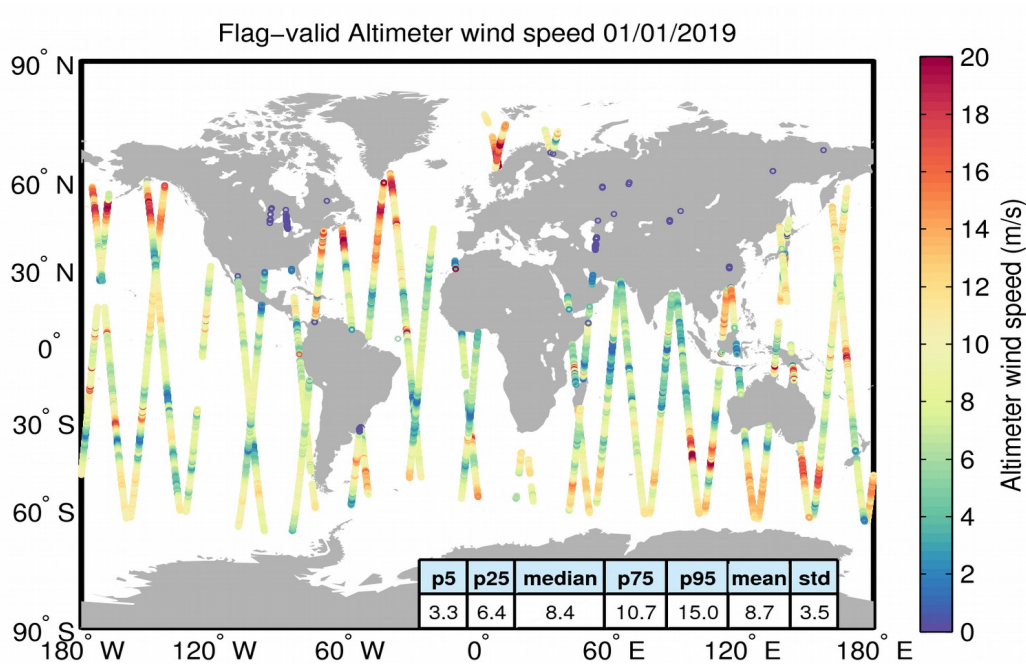 Flag−valid Altimeter wind speed 01/01/2019
90° N
60° N
30° N
0°
30° S
60° S
90° S
180° W 120° W 60° W 0° 60° E 120° E 180° E
p5 p25 median p75 p95 mean std
3.3 6.4 8.4 10.7 15.0 8.7 3.5
20
18
16
14
12
10
8
6
4
2
0
Altimeter wind speed (m/s)